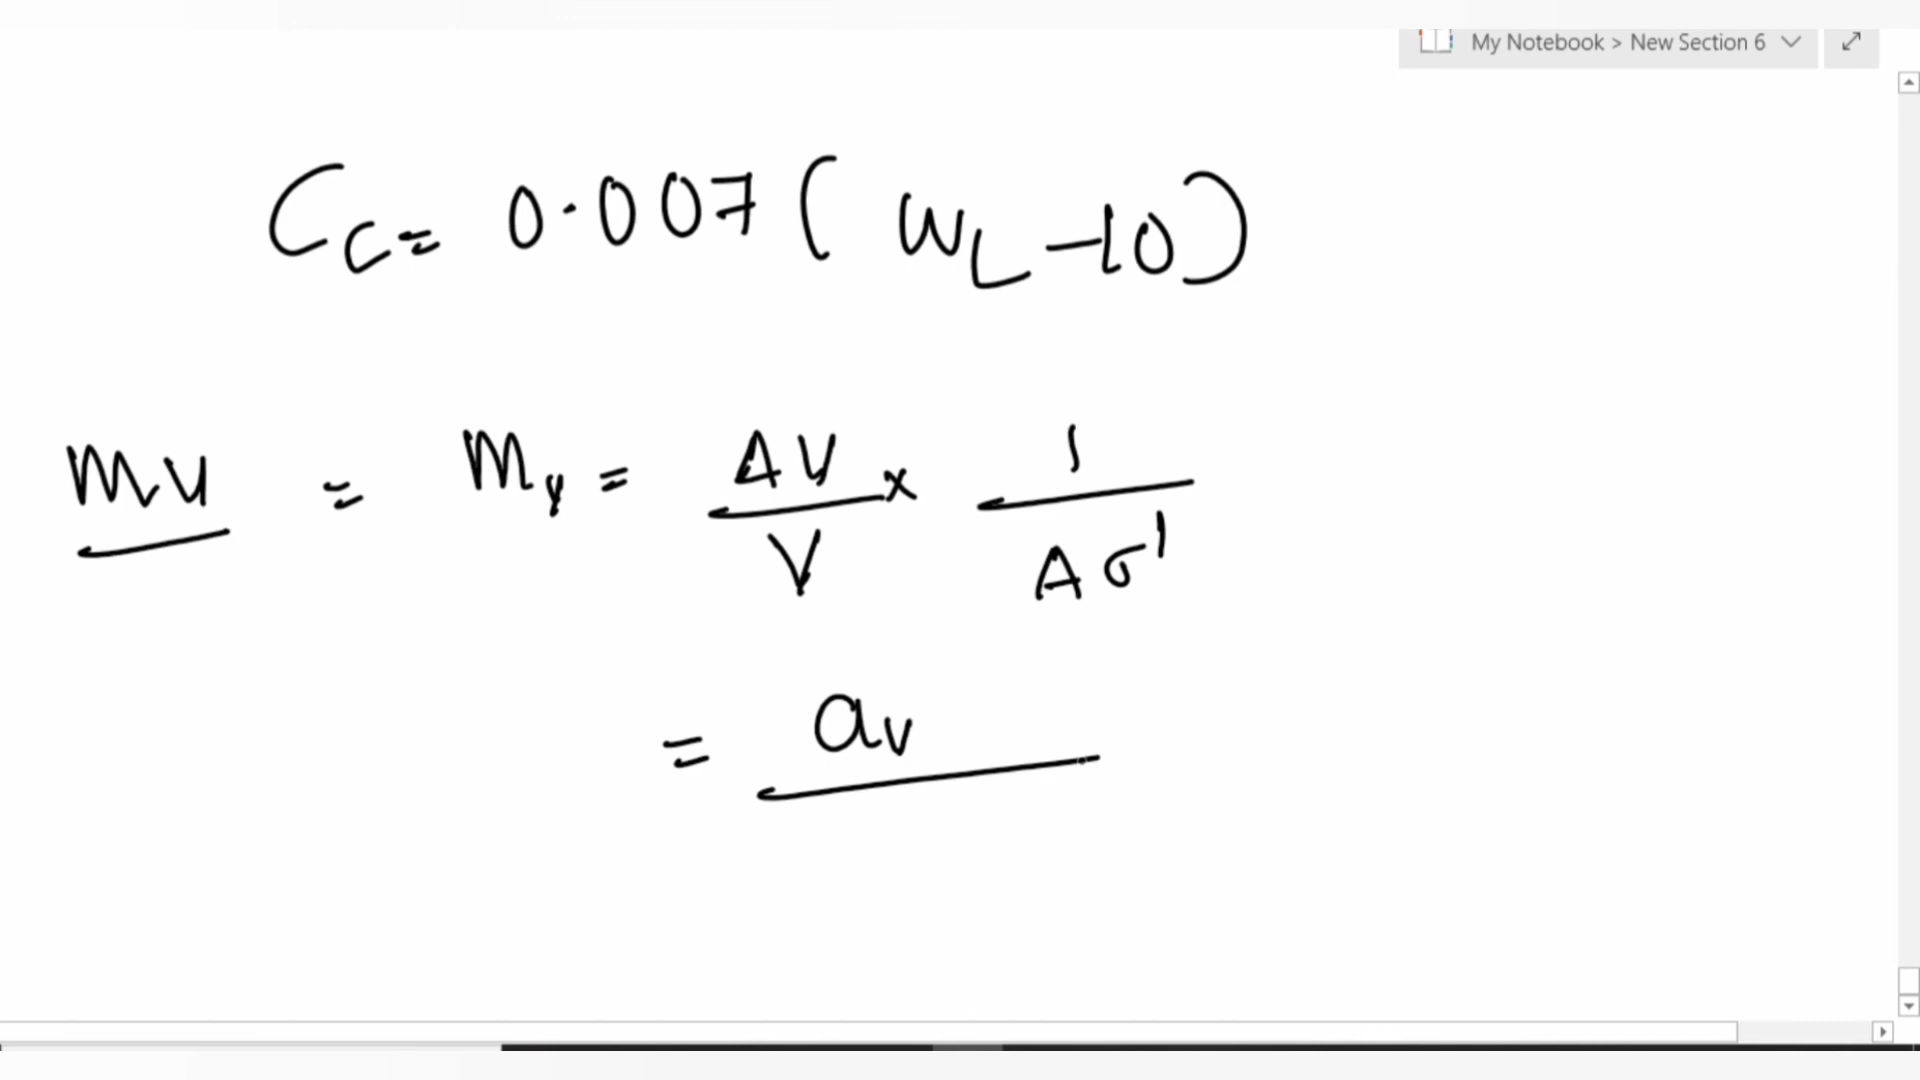 My Notebook > New Section 6
Cc= 0.007 ( WL -10)
mv = mv = ΔV/V x 1/Δσ'
= av